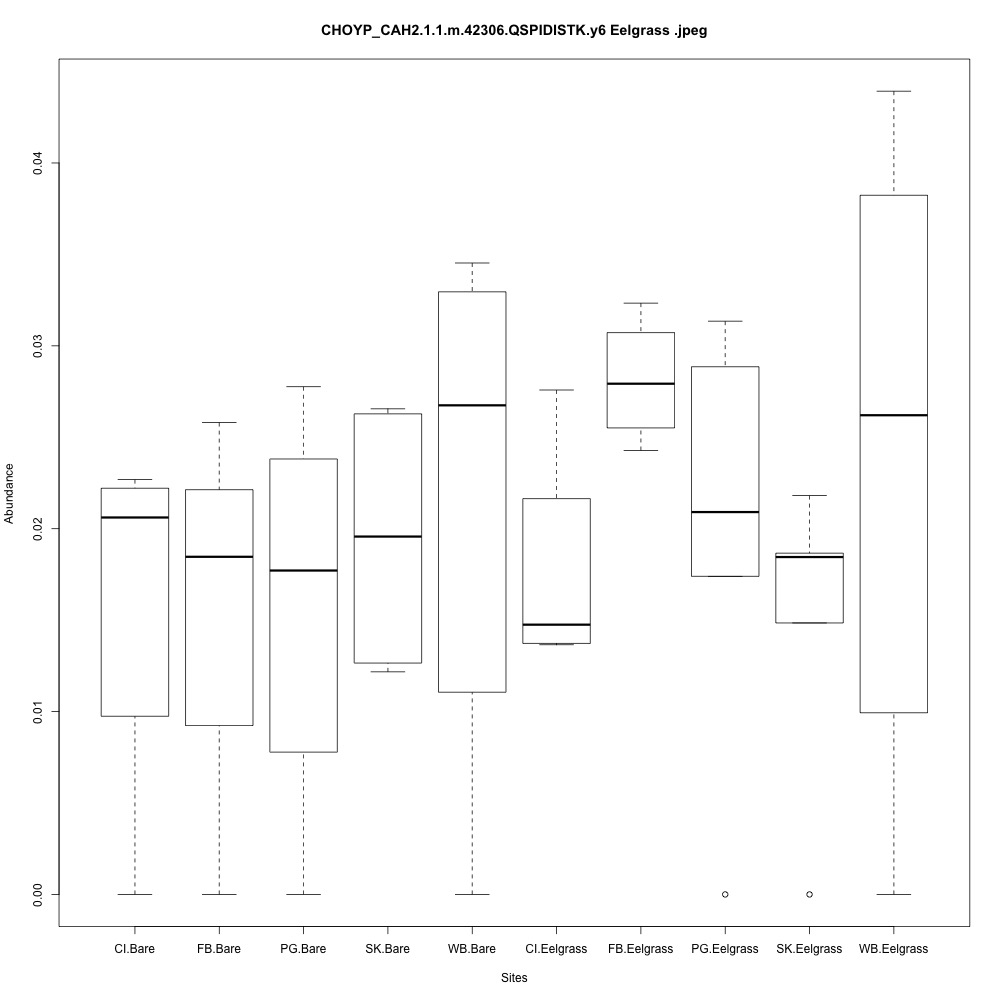 CHOYP_CAH2.1.1.m.42306.QSPIDISTK.y6 Eelgrass .jpeg
Abundance
0.04
0.03
0.02
0.01
0.00
CI.Bare FB.Bare PG.Bare SK.Bare WB.Bare CI.Eelgrass FB.Eelgrass PG.Eelgrass SK.Eelgrass WB.Eelgrass
Sites